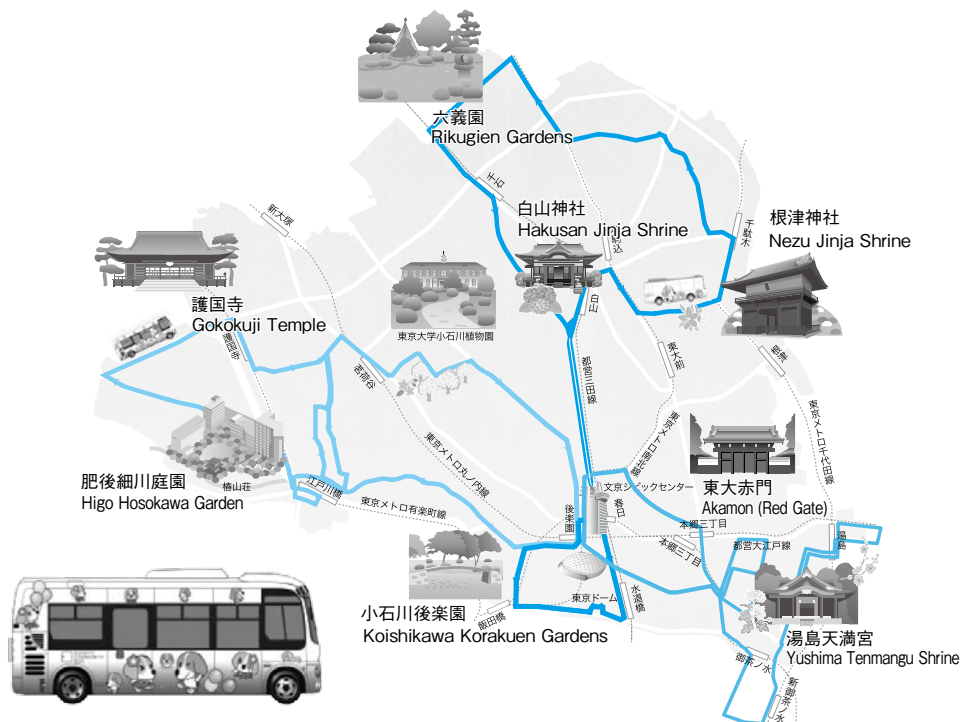 六義園
Rikugien Gardens
千石
白山神社
Hakusan Jinja Shrine
駒込
千駄木
根津神社
Nezu Jinja Shrine
新大塚
護国寺
Gokokuji Temple
護国寺
東京大学小石川植物園
白山
東大前
根津
茗荷谷
都営三田線
東京メトロ南北線
東京メトロ千代田線
東京メトロ丸ノ内線
東大赤門
Akamon (Red Gate)
肥後細川庭園
Higo Hosokawa Garden
椿山荘
江戸川橋
東京メトロ有楽町線
文京シビックセンター
後楽園
春日
本郷三丁目
本郷三丁目
都営大江戸線
湯島
小石川後楽園
Koishikawa Korakuen Gardens
飯田橋
東京ドーム
水道橋
湯島天満宮
Yushima Tenmangu Shrine
御茶ノ水
新御茶ノ水